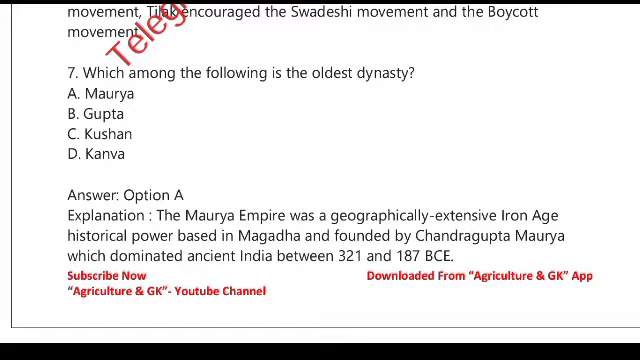 movement, Tilak encouraged the Swadeshi movement and the Boycott
movement.
Teleg
7. Which among the following is the oldest dynasty?
A. Maurya
B. Gupta
C. Kushan
D. Kanva
Answer: Option A
Explanation : The Maurya Empire was a geographically-extensive Iron Age
historical power based in Magadha and founded by Chandragupta Maurya
which dominated ancient India between 321 and 187 BCE.
Subscribe Now
Downloaded From “Agriculture & GK” App
“Agriculture & GK”- Youtube Channel